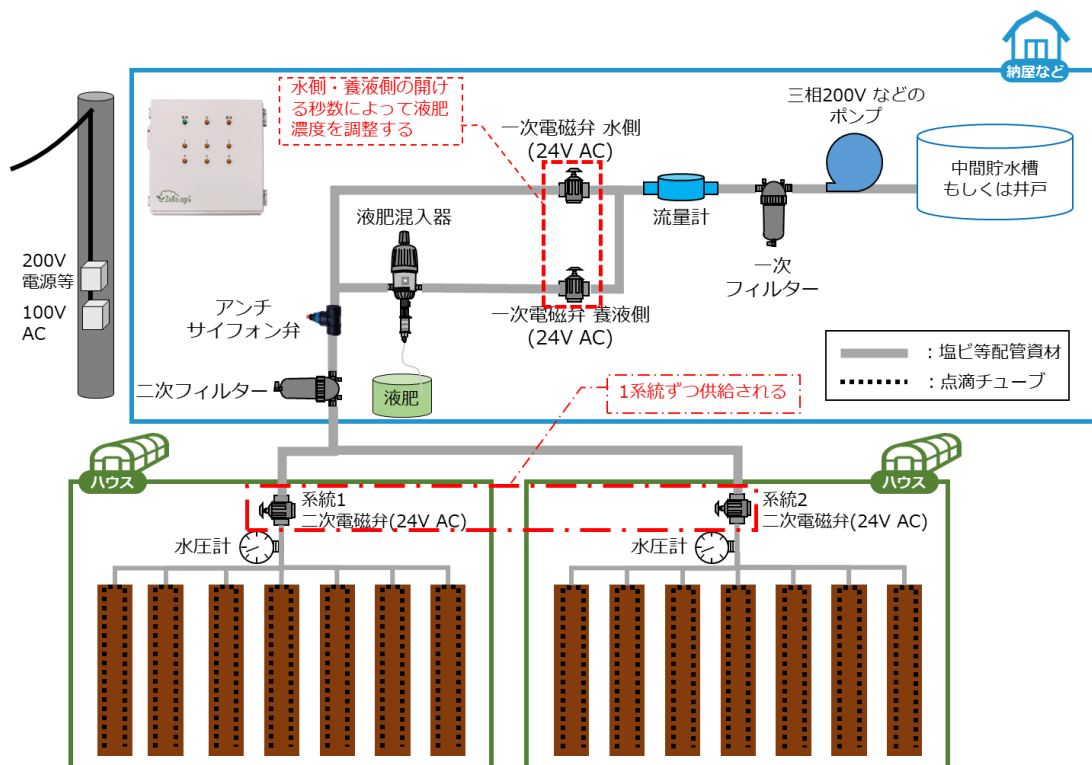 納屋など
水側・養液側の開け
る秒数によって液肥
濃度を調整する
一次電磁弁 水側
(24V AC)
三相200V などの
ポンプ
中間貯水槽
もしくは井戸
ZeRo.agri
液肥混入器
流量計
一次
フィルター
200V
電源等
100V
AC
アンチ
サイフォン弁
一次電磁弁 養液側
(24V AC)
:塩ビ等配管資材
:点滴チューブ
二次フィルター
液肥
1系統ずつ供給される
ハウス
ハウス
系統1
二次電磁弁(24V AC)
系統2
二次電磁弁(24V AC)
水圧計
水圧計